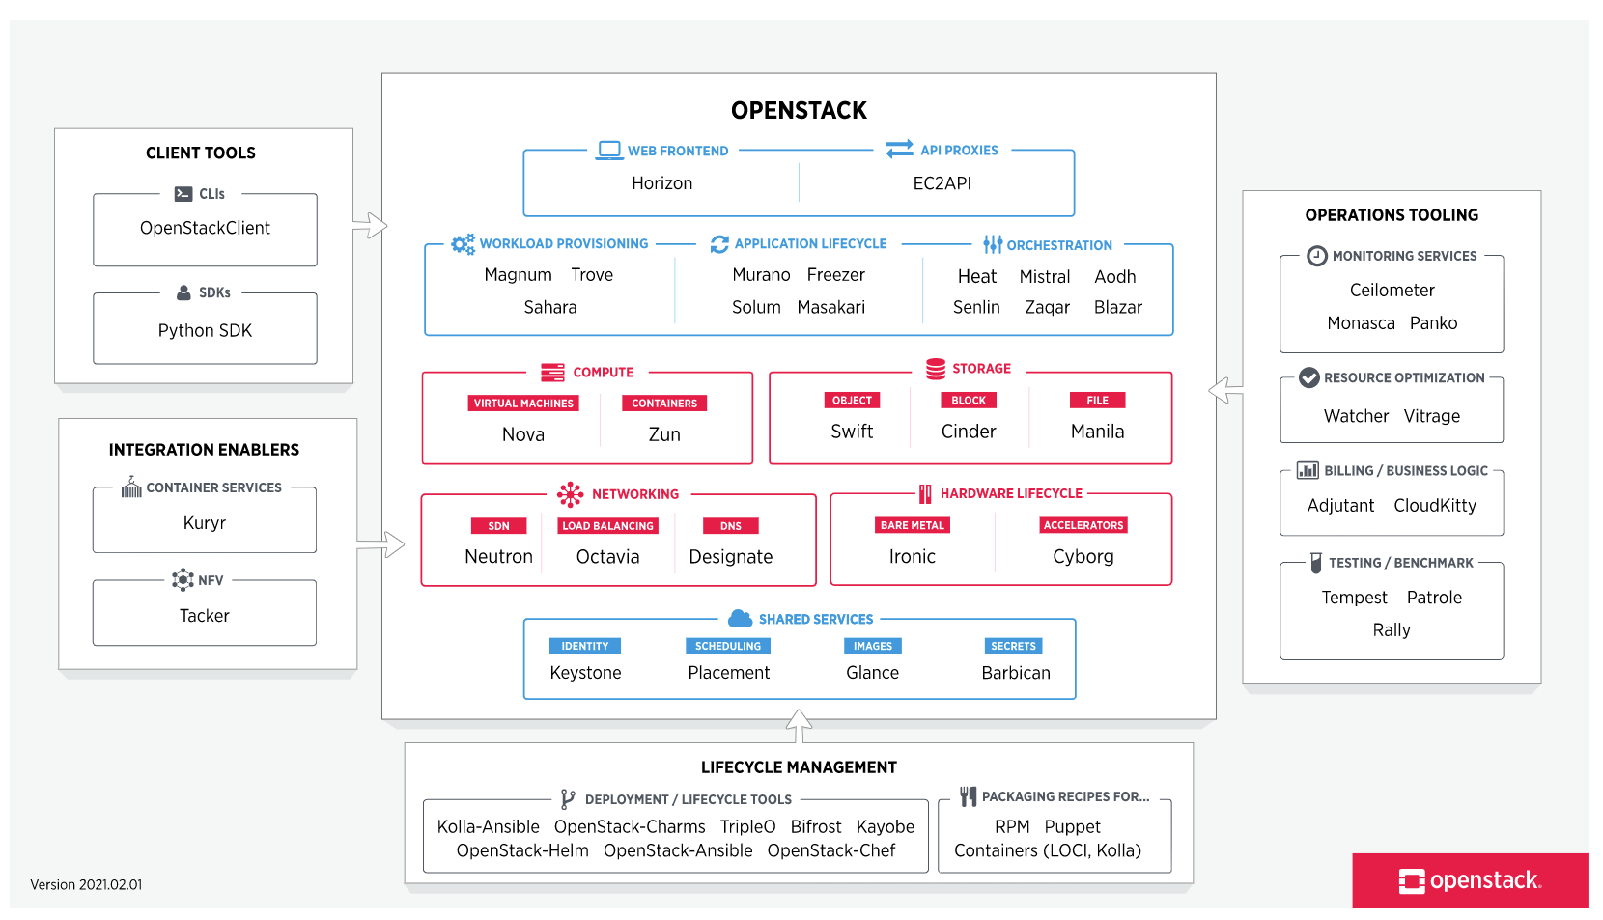 OPENSTACK
WEB FRONTEND
API PROXIES
Horizon
EC2API
WORKLOAD PROVISIONING
APPLICATION LIFECYCLE
ORCHESTRATION
Magnum Trove
Sahara
Murano Freezer
Solum Masakari
Heat Mistral Aodh
Senlin Zaqar Blazar
COMPUTE
VIRTUAL MACHINES
CONTAINERS
Nova
Zun
STORAGE
OBJECT
BLOCK
FILE
Swift
Cinder
Manila
NETWORKING
SDN
LOAD BALANCING
DNS
Neutron
Octavia
Designate
HARDWARE LIFECYCLE
BARE METAL
ACCELERATORS
Ironic
Cyborg
SHARED SERVICES
IDENTITY
SCHEDULING
IMAGES
SECRETS
Keystone
Placement
Glance
Barbican
CLIENT TOOLS
CLIs
OpenStackClient
SDKs
Python SDK
INTEGRATION ENABLERS
CONTAINER SERVICES
Kuryr
NFV
Tacker
OPERATIONS TOOLING
MONITORING SERVICES
Ceilometer
Monasca Panko
RESOURCE OPTIMIZATION
Watcher Vitrage
BILLING / BUSINESS LOGIC
Adjutant CloudKitty
TESTING / BENCHMARK
Tempest Patrole
Rally
LIFECYCLE MANAGEMENT
DEPLOYMENT / LIFECYCLE TOOLS
Kolla-Ansible OpenStack-Charms TripleO Bifrost Kayobe
OpenStack-Helm OpenStack-Ansible OpenStack-Chef
PACKAGING RECIPES FOR...
RPM Puppet
Containers (LOCI, Kolla)
Version 2021.02.01
openstack.